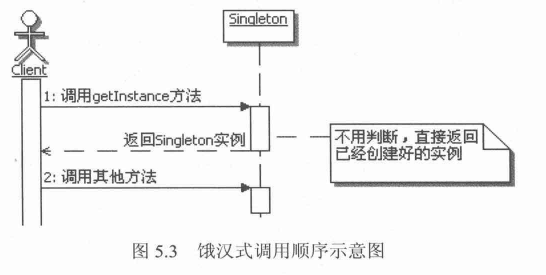 Singleton
Client
1: 调用getInstance方法
返回Singleton实例
不用判断，直接返回
已经创建好的实例
2: 调用其他方法
图 5.3 饿汉式调用顺序示意图